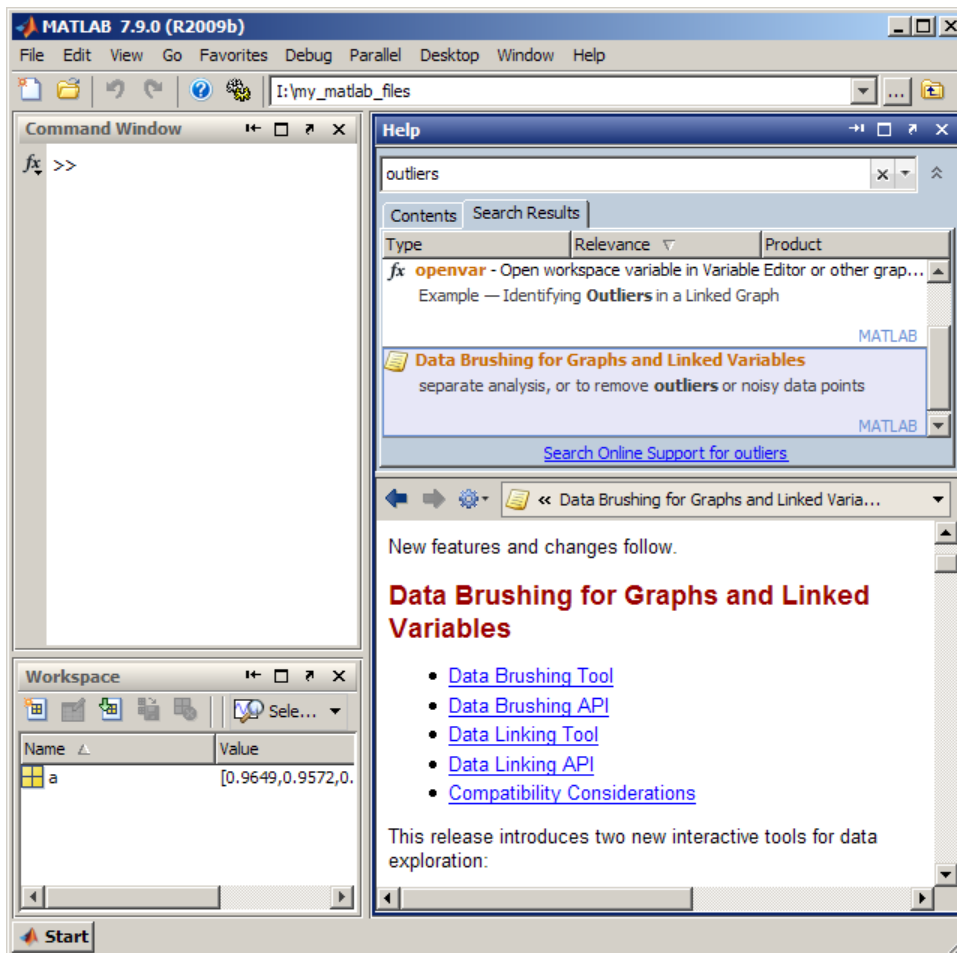 MATLAB 7.9.0 (R2009b)
File Edit View Go Favorites Debug Parallel Desktop Window Help
I:\my_matlab_files
...
Command Window
fx >>
Workspace
Sele...
Name Value
a [0.9649,0.9572,0.
Help
outliers
Contents Search Results
Type Relevance Product
fx openvar - Open workspace variable in Variable Editor or other grap...
Example — Identifying Outliers in a Linked Graph
MATLAB
Data Brushing for Graphs and Linked Variables
separate analysis, or to remove outliers or noisy data points
MATLAB
Search Online Support for outliers
« Data Brushing for Graphs and Linked Varia...
New features and changes follow.
Data Brushing for Graphs and Linked
Variables
• Data Brushing Tool
• Data Brushing API
• Data Linking Tool
• Data Linking API
• Compatibility Considerations
This release introduces two new interactive tools for data
exploration:
Start